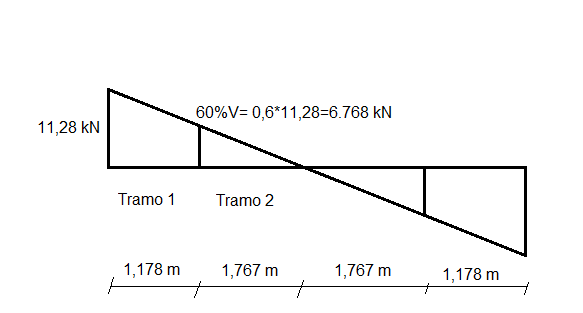 60%V= 0,6*11,28=6.768 kN
11,28 kN
Tramo 1
Tramo 2
1,178 m
1,767 m
1,767 m
1,178 m